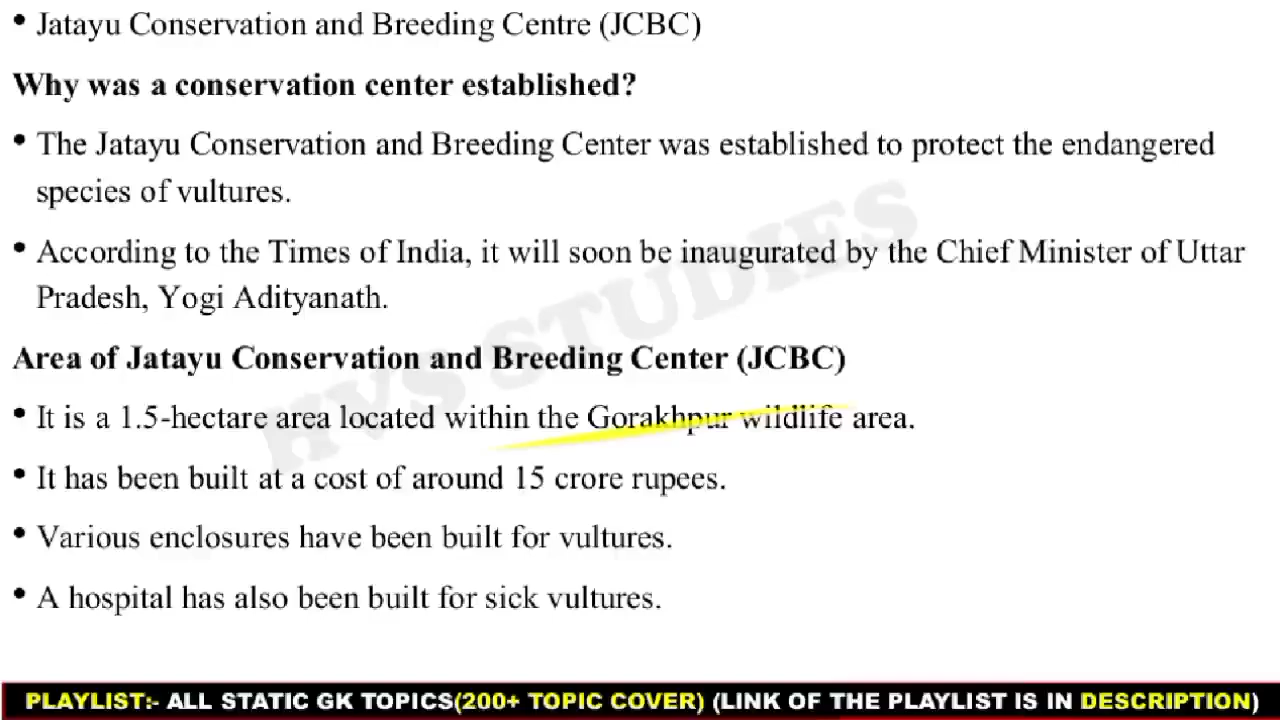 • Jatayu Conservation and Breeding Centre (JCBC)
Why was a conservation center established?
• The Jatayu Conservation and Breeding Center was established to protect the endangered
species of vultures.
• According to the Times of India, it will soon be inaugurated by the Chief Minister of Uttar
Pradesh, Yogi Adityanath.
Area of Jatayu Conservation and Breeding Center (JCBC)
• It is a 1.5-hectare area located within the Gorakhpur wildlife area.
• It has been built at a cost of around 15 crore rupees.
• Various enclosures have been built for vultures.
• A hospital has also been built for sick vultures.
HVS STUDIES
PLAYLIST:- ALL STATIC GK TOPICS(200+ TOPIC COVER) (LINK OF THE PLAYLIST IS IN DESCRIPTION)